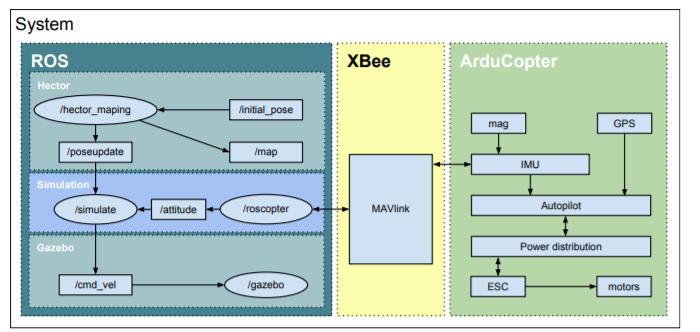 System
ROS
XBee
ArduCopter
Hector
/hector_maping
/initial_pose
/poseupdate
/map
Simulation
/simulate
/attitude
/roscopter
Gazebo
/cmd_vel
/gazebo
MAVlink
mag
GPS
IMU
Autopilot
Power distribution
ESC
motors